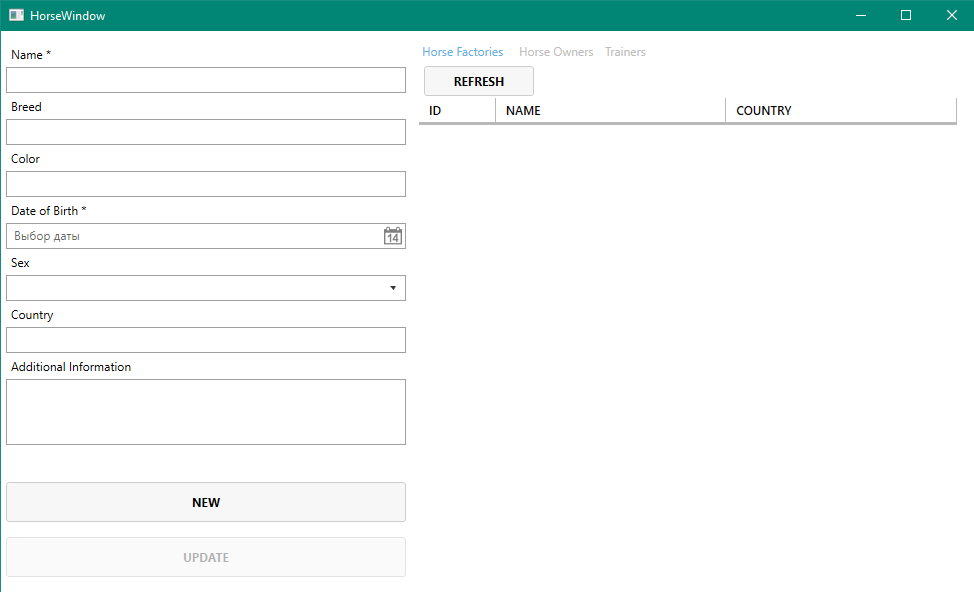 HorseWindow
Name *
Breed
Color
Date of Birth *
Выбор даты
14
Sex
Country
Additional Information
NEW
UPDATE
Horse Factories Horse Owners Trainers
REFRESH
ID NAME COUNTRY